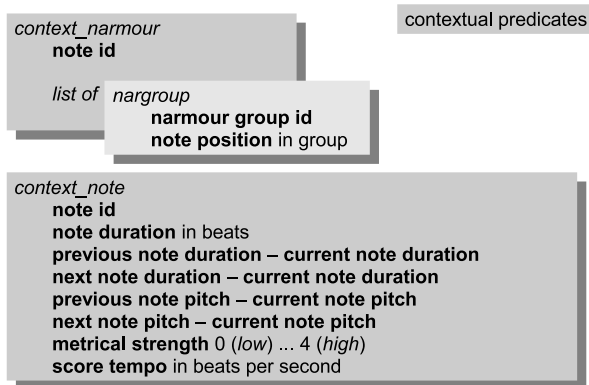 contextual predicates
context_narmour
note id
list of nargroup
narmour group id
note position in group
context_note
note id
note duration in beats
previous note duration – current note duration
next note duration – current note duration
previous note pitch – current note pitch
next note pitch – current note pitch
metrical strength 0 (low) ... 4 (high)
score tempo in beats per second